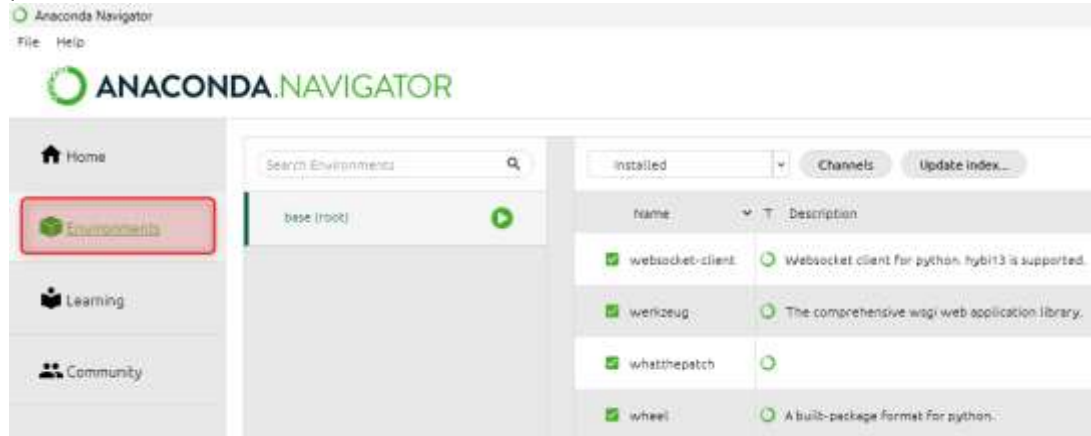 Anaconda Navigator
File Help
ANACONDA.NAVIGATOR
Home
Environments
Learning
Community
Search Environments
base (root)
Installed
Channels
Update index...
Name
T Description
websocket-client
Websocket client for python. hybi13 is supported.
werkzeug
The comprehensive wsgi web application library.
whatthepatch
wheel
A built-package format for python.